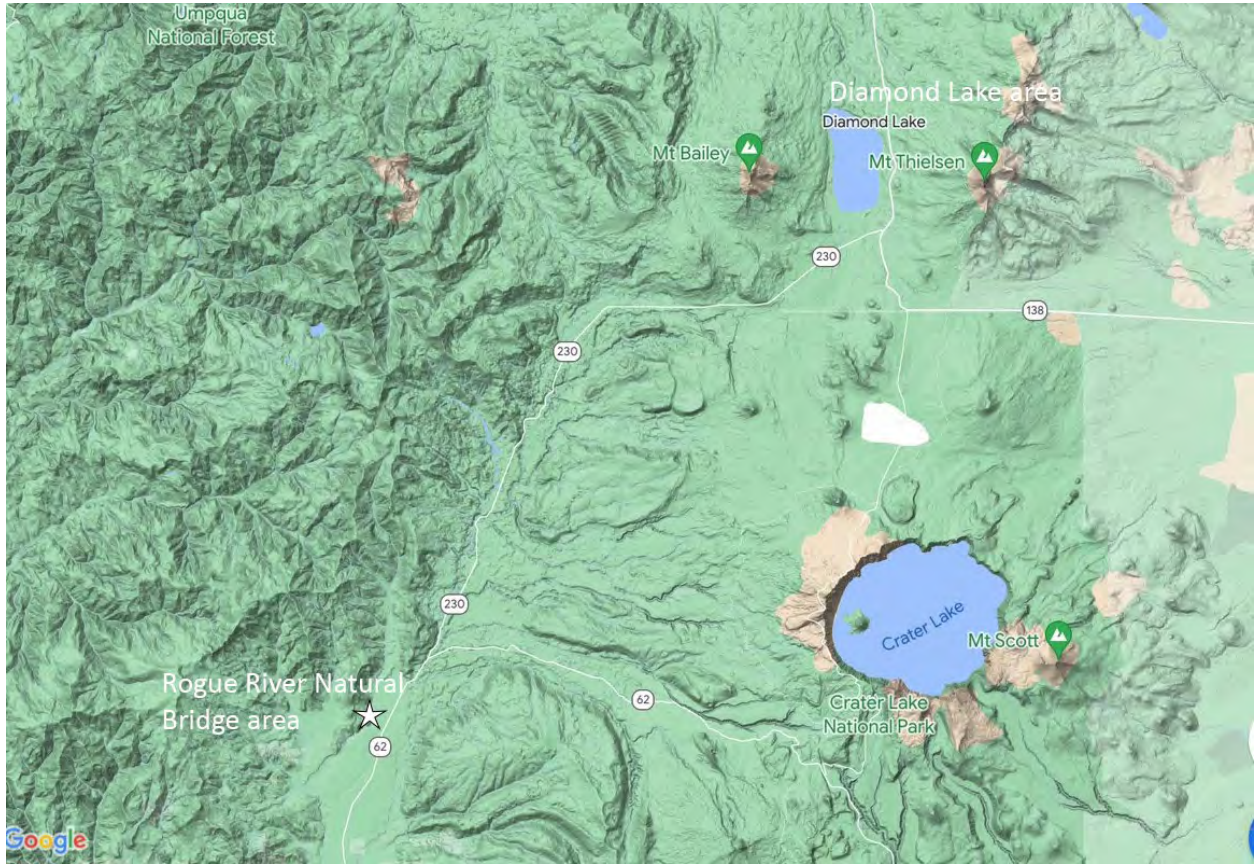 Umpqua
National Forest
Diamond Lake area
Diamond Lake
Mt Bailey
Mt Thielsen
230
138
230
230
Crater Lake
Mt Scott
Rogue River Natural
Bridge area
62
Crater Lake
National Park
62
Google